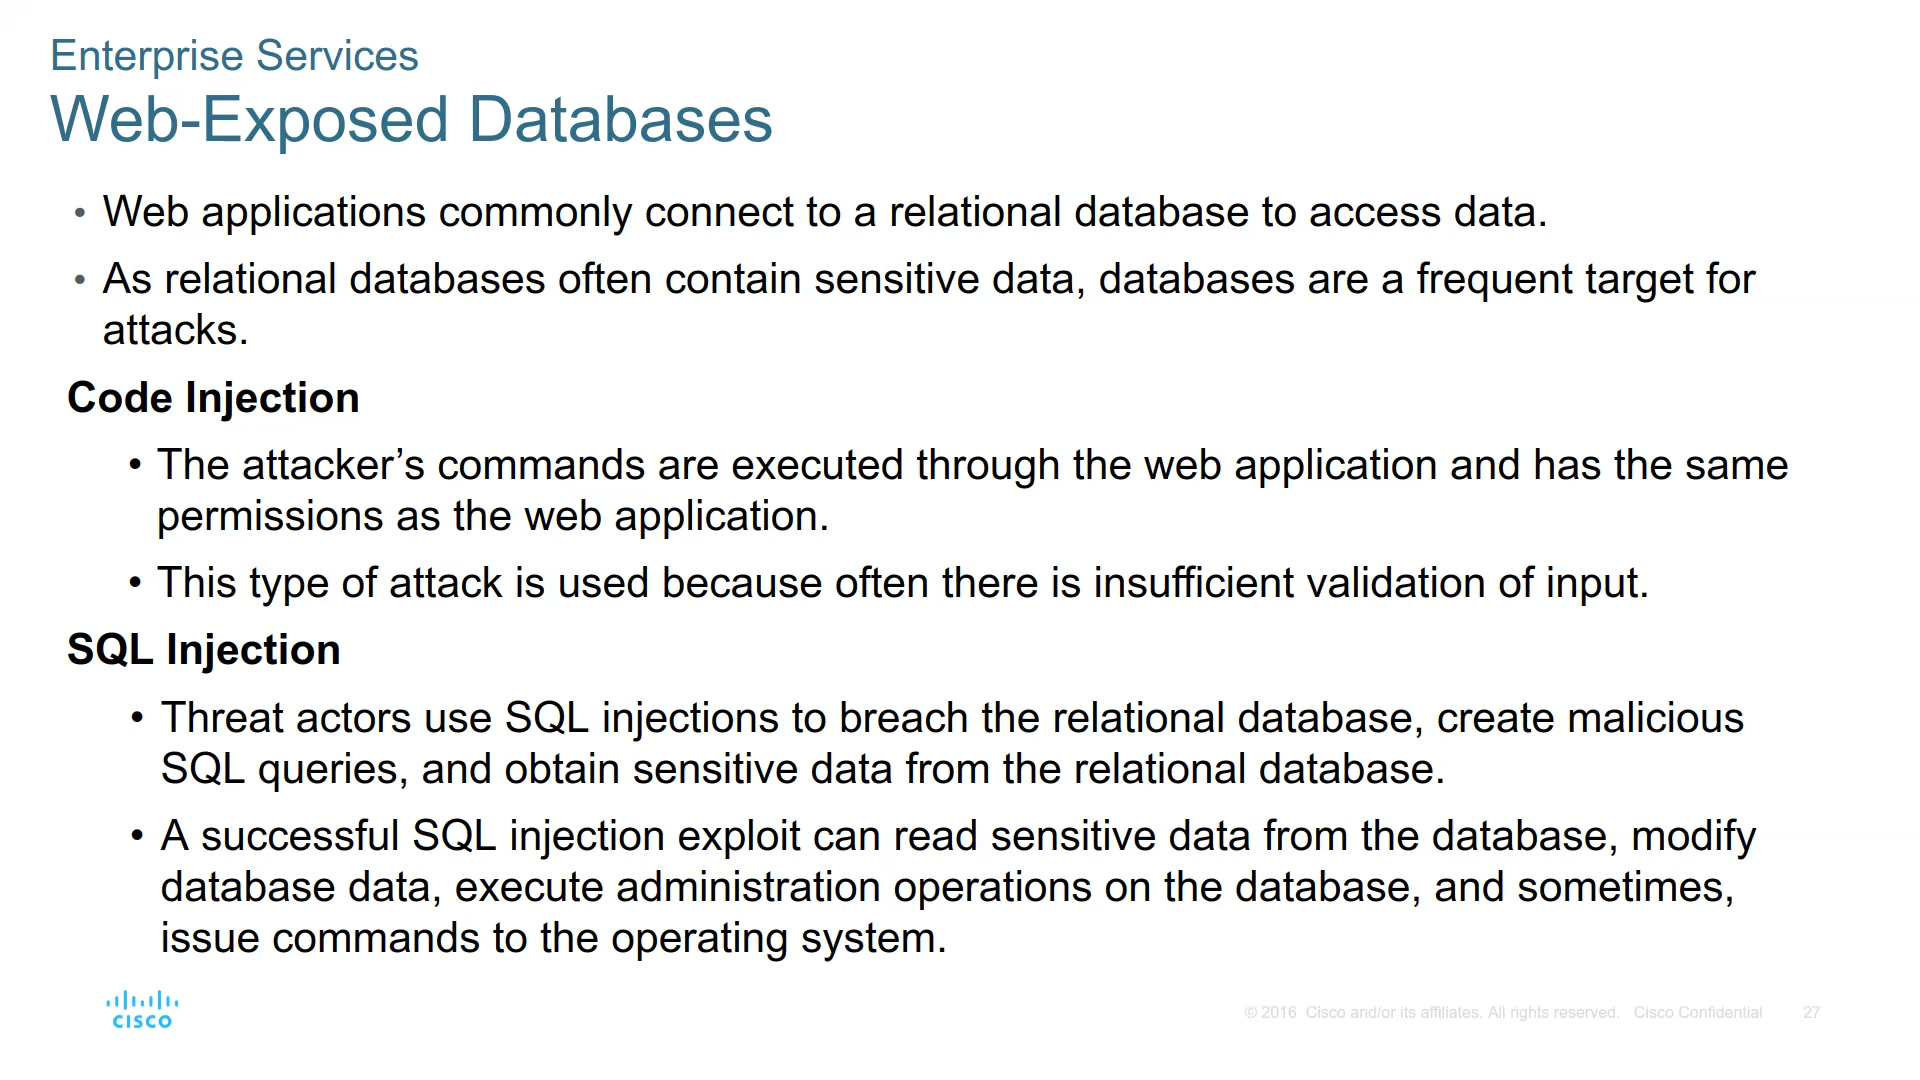 Enterprise Services
Web-Exposed Databases
• Web applications commonly connect to a relational database to access data.
• As relational databases often contain sensitive data, databases are a frequent target for
attacks.
Code Injection
• The attacker’s commands are executed through the web application and has the same
permissions as the web application.
• This type of attack is used because often there is insufficient validation of input.
SQL Injection
• Threat actors use SQL injections to breach the relational database, create malicious
SQL queries, and obtain sensitive data from the relational database.
• A successful SQL injection exploit can read sensitive data from the database, modify
database data, execute administration operations on the database, and sometimes,
issue commands to the operating system.
CISCO
© 2016 Cisco and/or its affiliates. All rights reserved. Cisco Confidential 27